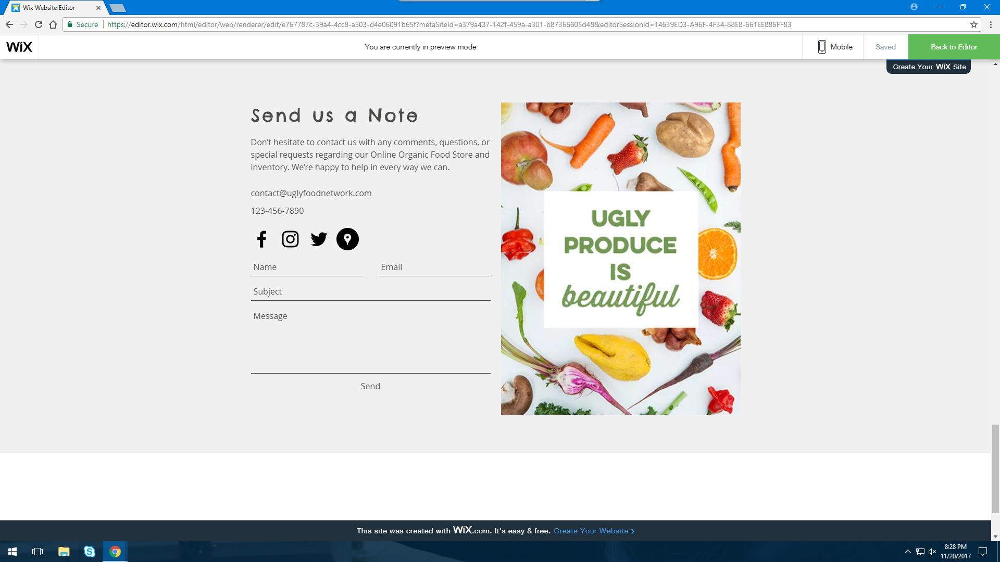 Wix Website Editor
Secure https://editor.wix.com/html/editor/web/renderer/edit/e767787c-39a4-4cc8-a503-d4e06091b65f?metaSiteId=a379a437-142f-459a-a301-b87366605d48&editorSessionId=14639ED3-A96F-4F34-88E8-661EE886FF83
WiX
You are currently in preview mode
Mobile
Saved
Back to Editor
Create Your WiX Site
Send us a Note
Don't hesitate to contact us with any comments, questions, or
special requests regarding our Online Organic Food Store and
inventory. We're happy to help in every way we can.
contact@uglyfoodnetwork.com
123-456-7890
Name
Email
Subject
Message
Send
UGLY
PRODUCE
IS
beautiful
This site was created with WiX.com. It's easy & free. Create Your Website >
8:28 PM
11/20/2017